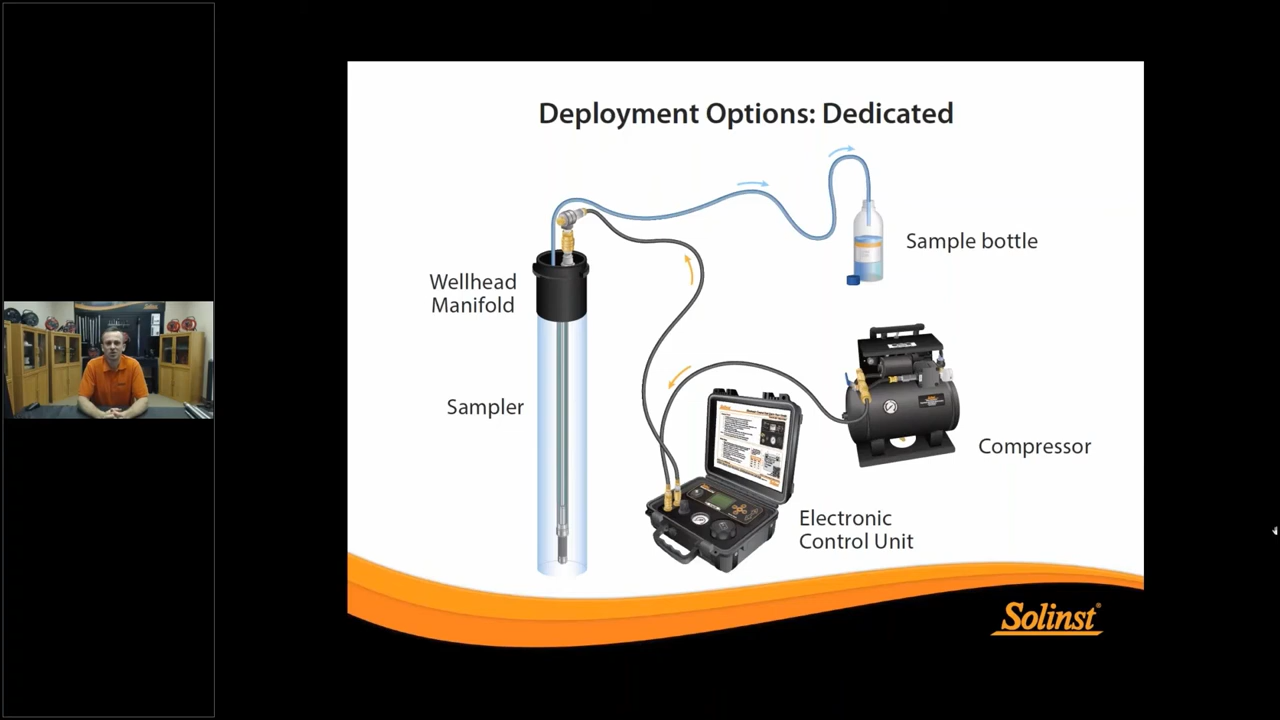 Deployment Options: Dedicated
Sample bottle
Wellhead
Manifold
Sampler
Compressor
Electronic
Control Unit
Solinst®